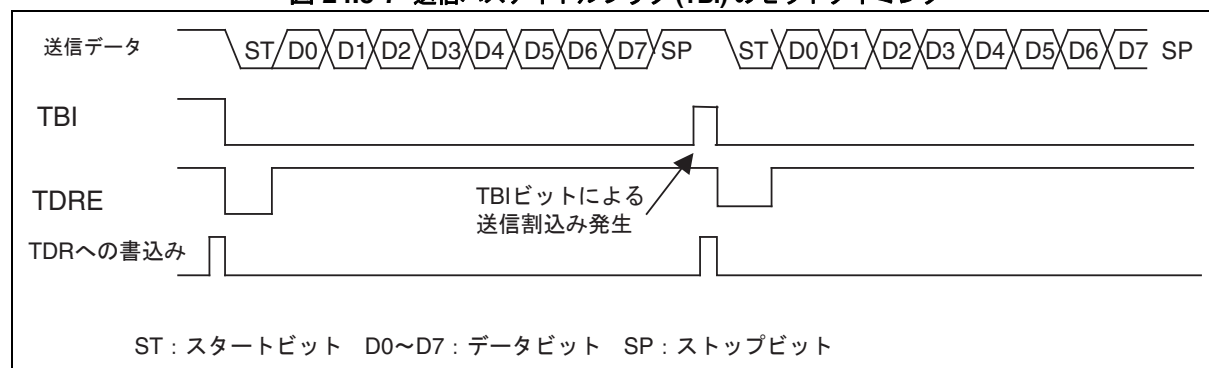 送信データ ST D0 D1 D2 D3 D4 D5 D6 D7 SP ST D0 D1 D2 D3 D4 D5 D6 D7 SP
TBI
TDRE
TBIビットによる
送信割込み発生
TDRへの書込み
ST：スタートビット　D0～D7：データビット　SP：ストップビット